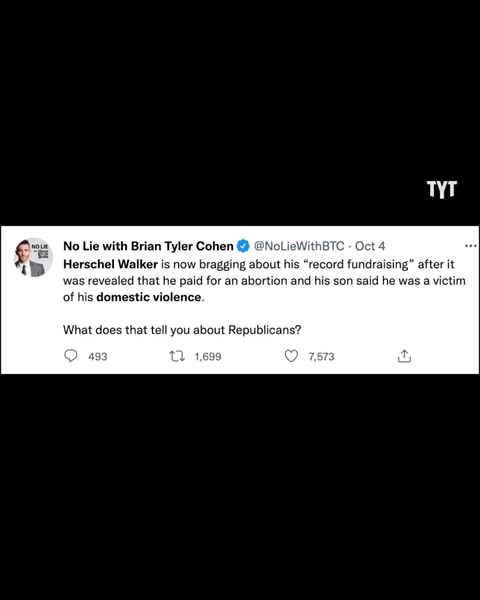 TYT
No Lie with Brian Tyler Cohen @NoLieWithBTC · Oct 4
Herschel Walker is now bragging about his “record fundraising” after it
was revealed that he paid for an abortion and his son said he was a victim
of his domestic violence.
What does that tell you about Republicans?
493 1,699 7,573